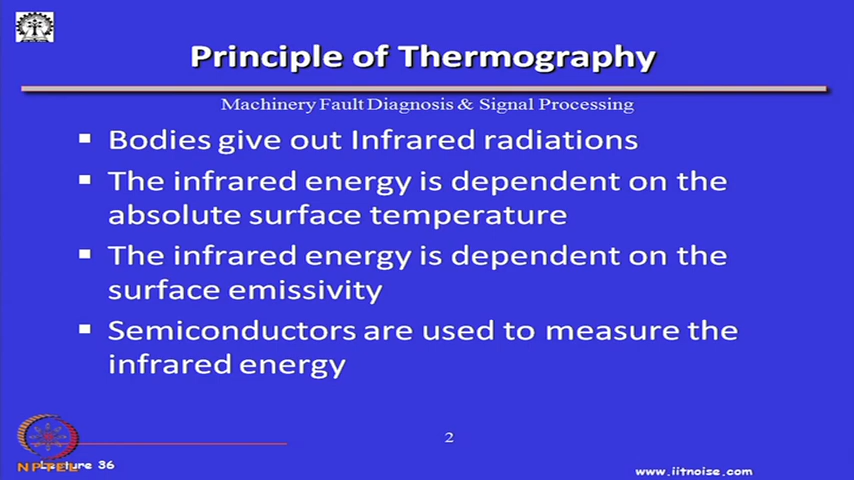 Principle of Thermography
Machinery Fault Diagnosis & Signal Processing
Bodies give out Infrared radiations
The infrared energy is dependent on the
absolute surface temperature
The infrared energy is dependent on the
surface emissivity
Semiconductors are used to measure the
infrared energy
2
NPTEL
Lecture 36
www.iitnoise.com